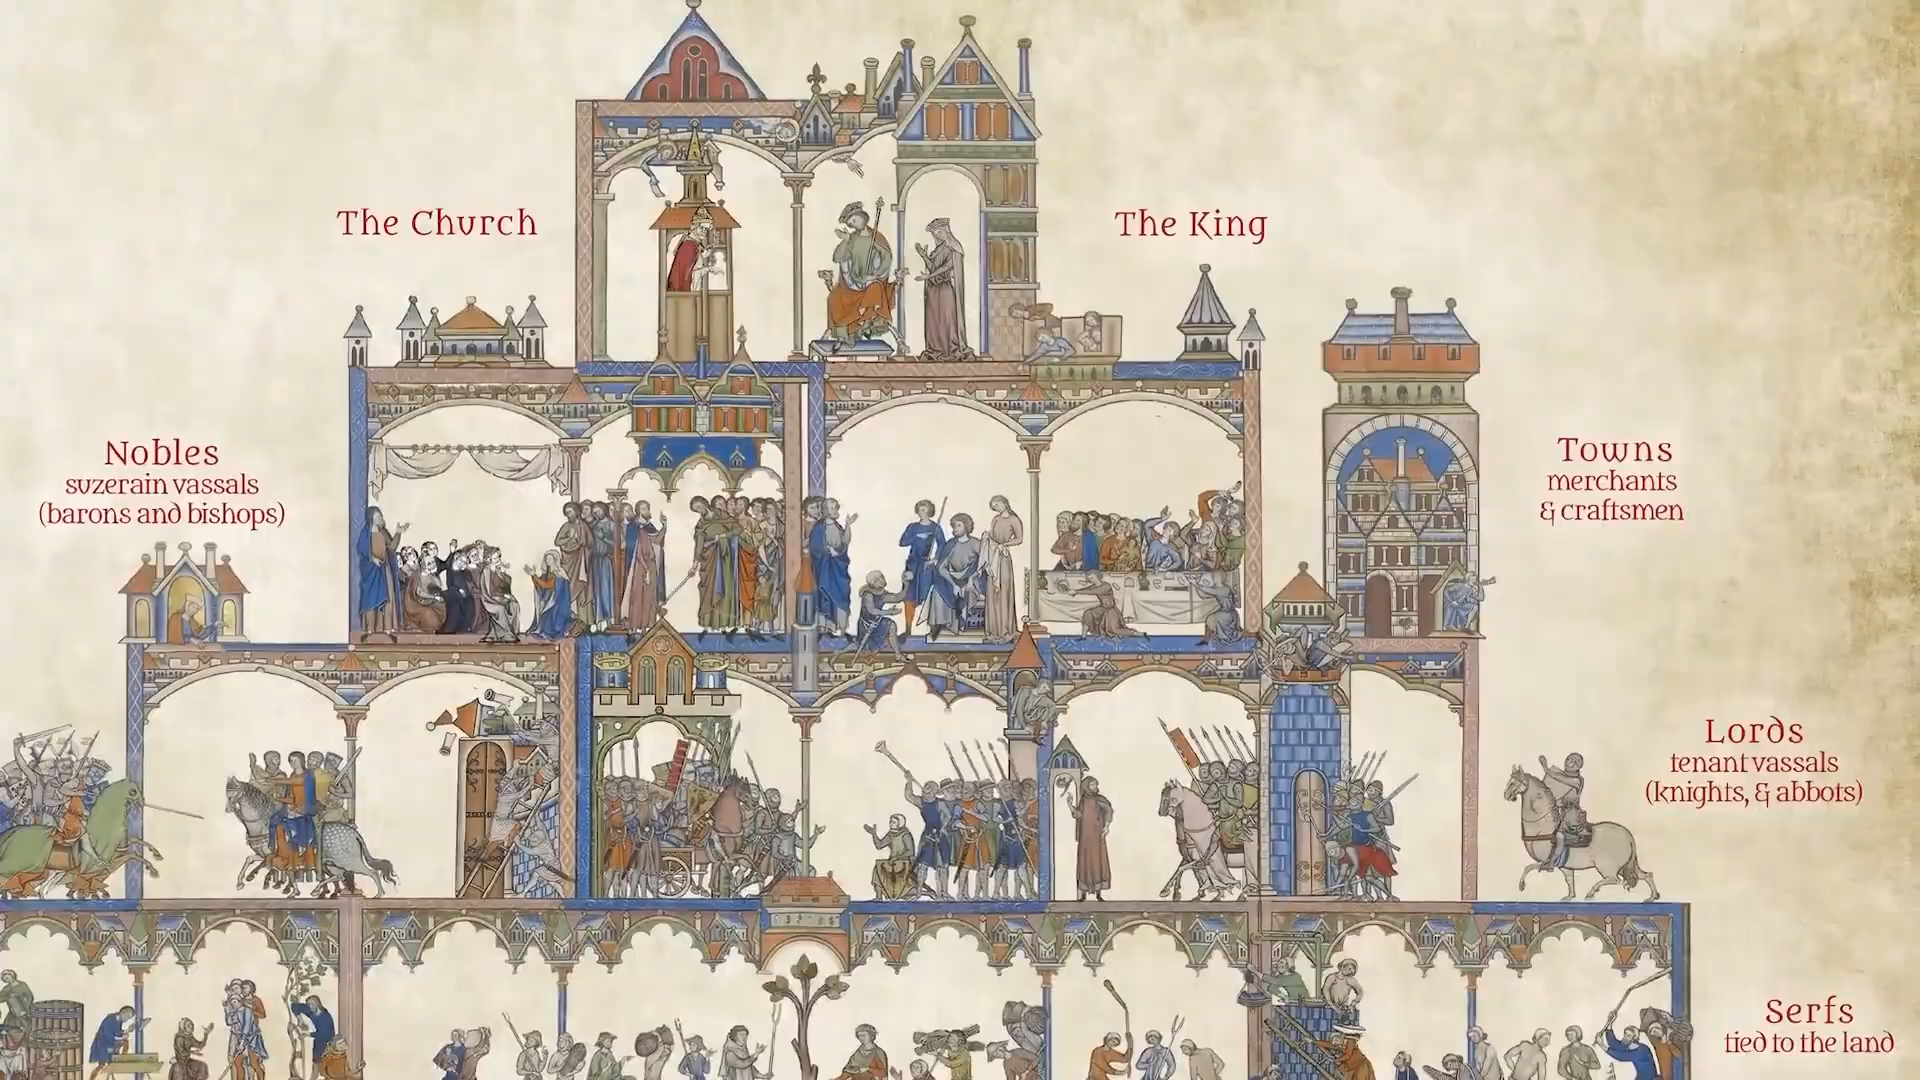 The Church
The King
Nobles
suzerain vassals
(barons and bishops)
Towns
merchants
& craftsmen
Lords
tenant vassals
(knights, & abbots)
Serfs
tied to the land